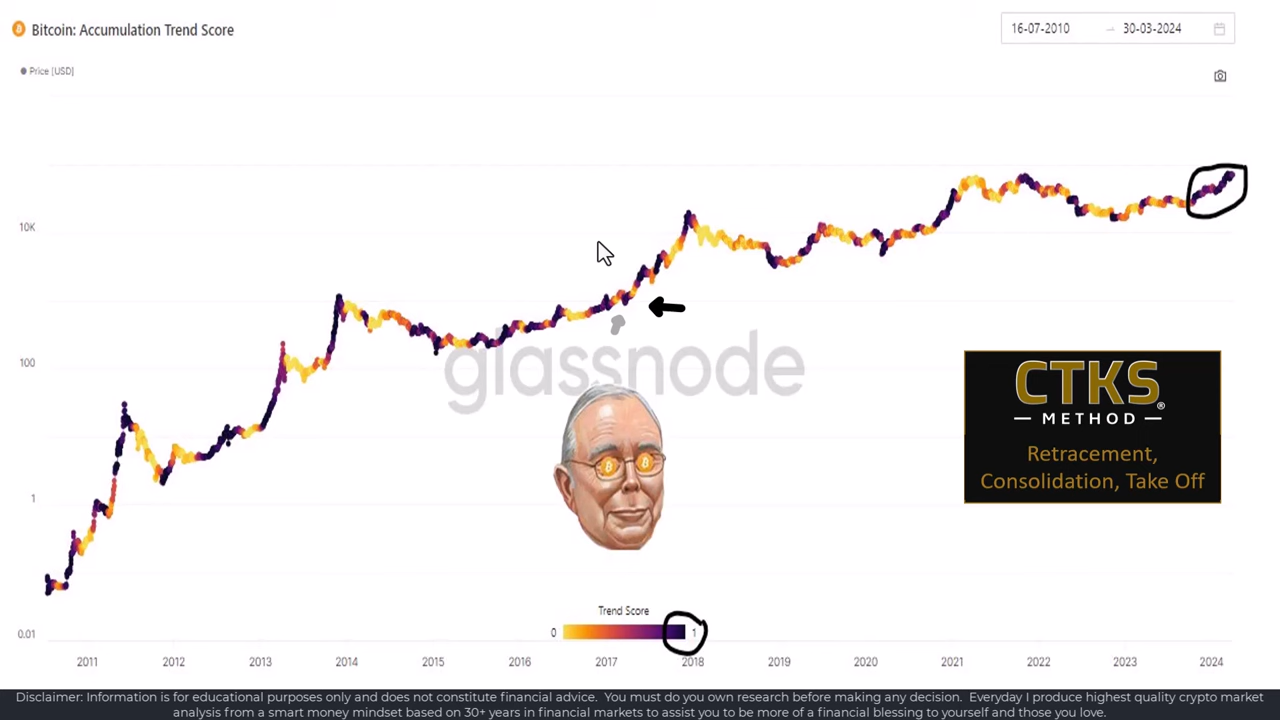 Bitcoin: Accumulation Trend Score
16-07-2010 → 30-03-2024
Price [USD]
10K
100
1
0.01
glassnode
CTKS®
— METHOD —
Retracement,
Consolidation, Take Off
Trend Score
0 1
2011 2012 2013 2014 2015 2016 2017 2018 2019 2020 2021 2022 2023 2024
Disclaimer: Information is for educational purposes only and does not constitute financial advice. You must do you own research before making any decision. Everyday I produce highest quality crypto market
analysis from a smart money mindset based on 30+ years in financial markets to assist you to be more of a financial blessing to yourself and those you love.